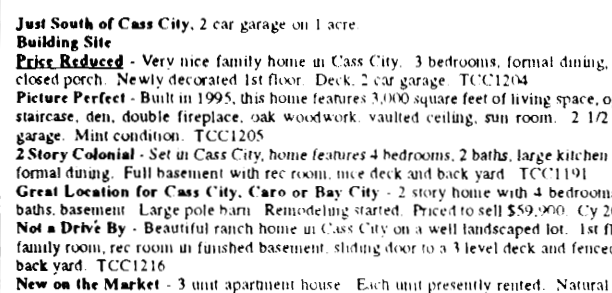 Just South of Cass City, 2 car garage on 1 acre.
Building Site
Price Reduced - Very nice family home in Cass City. 3 bedrooms, formal dining,
closed porch. Newly decorated 1st floor. Deck, 2 car garage. TCC1204
Picture Perfect - Built in 1995, this home features 3,000 square feet of living space, o
staircase, den, double fireplace, oak woodwork, vaulted ceiling, sun room. 2 1/2
garage. Mint condition. TCC1205
2 Story Colonial - Set in Cass City, home features 4 bedrooms, 2 baths, large kitchen
formal dining. Full basement with rec room, nice deck and back yard TCC1191
Great Location for Cass City, Caro or Bay City - 2 story home with 4 bedroom
baths, basement Large pole barn Remodeling started. Priced to sell $59,900. Cy 2
Not a Drive By - Beautiful ranch home in Cass City on a well landscaped lot. 1st fl
family room, rec room in finished basement, sliding door to a 3 level deck and fence
back yard. TCC1216
New on the Market - 3 unit apartment house Each unit presently rented. Natural